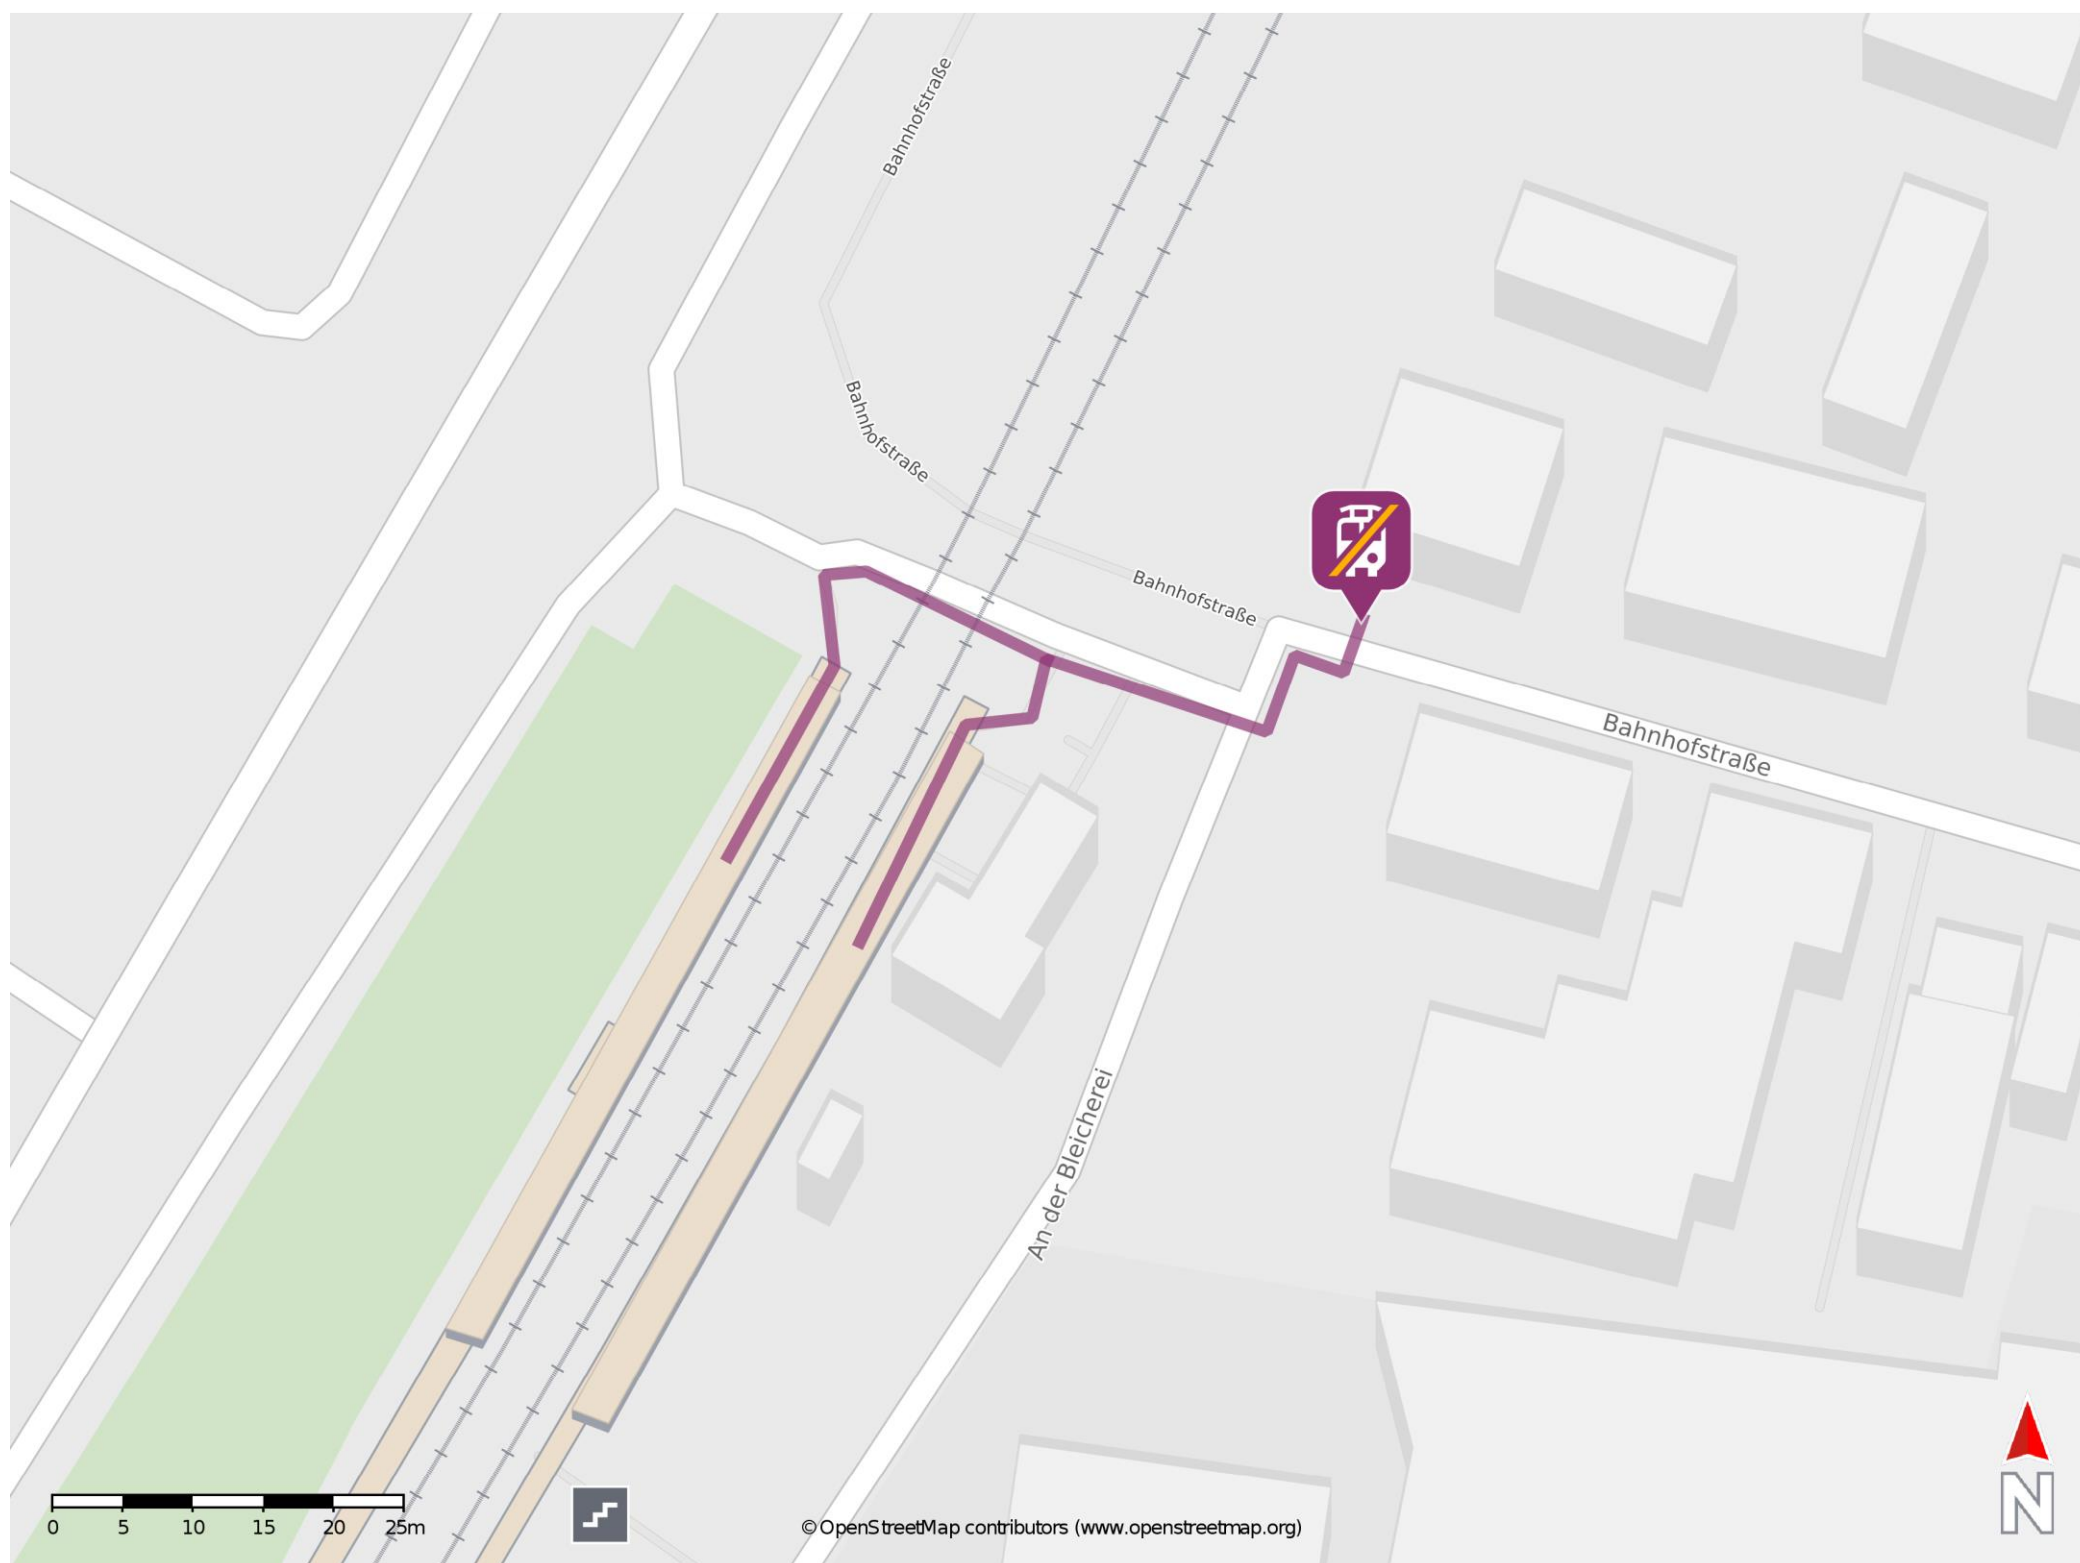 Bahnhofstraße
Bahnhofstraße
Bahnhofstraße
Bahnhofstraße
An der Bleicherei
0 5 10 15 20 25m
© OpenStreetMap contributors (www.openstreetmap.org)
N